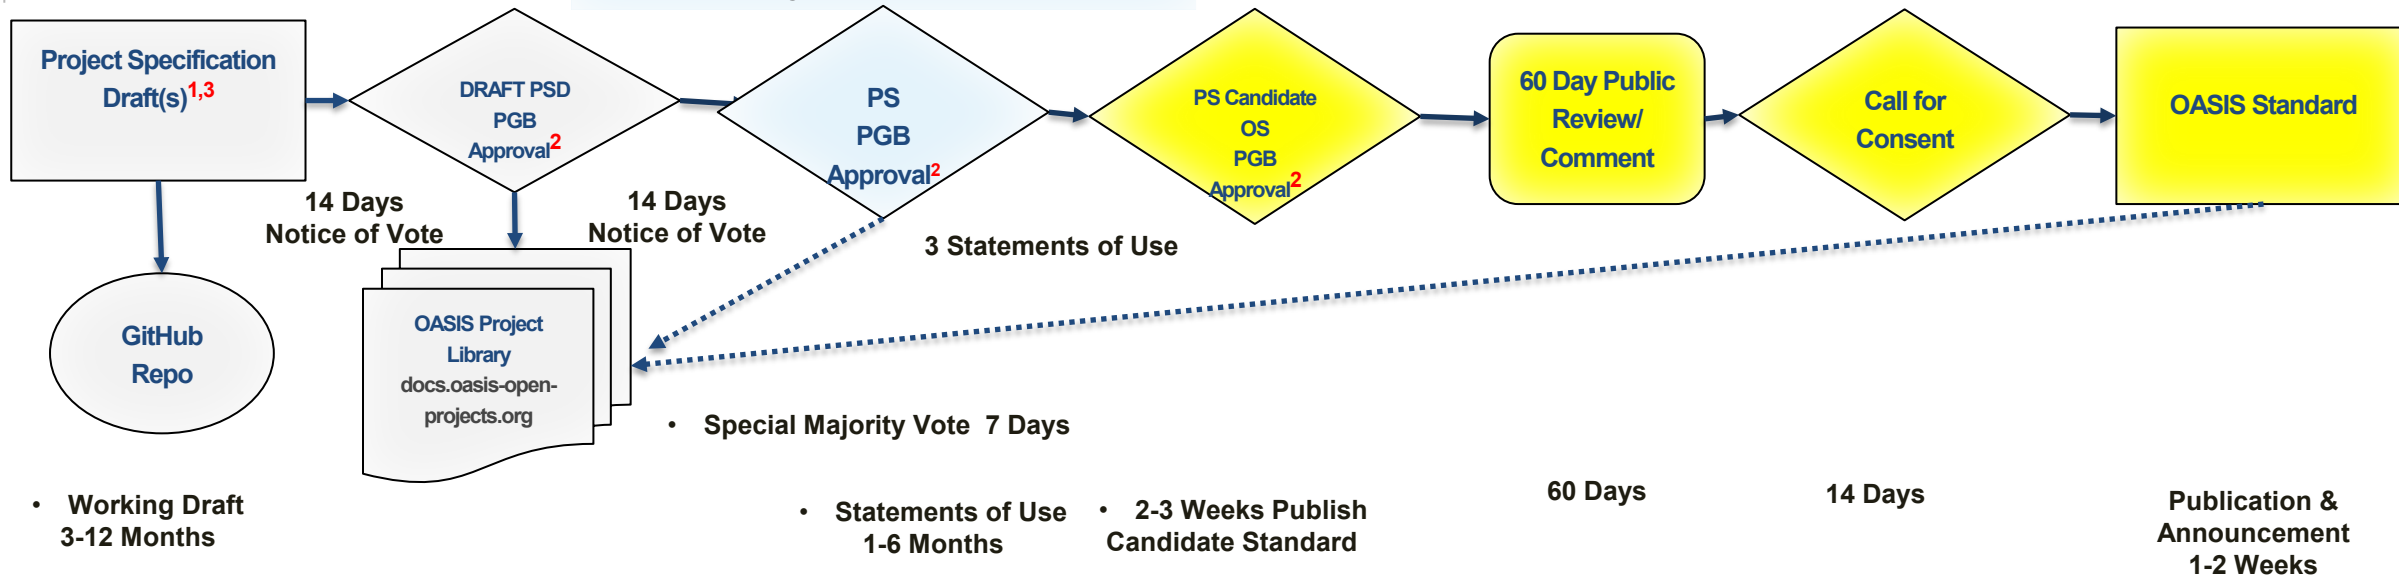 Project Specification
Draft(s)1,3
DRAFT PSD
PGB
Approval2
PS
PGB
Approval2
PS Candidate
OS
PGB
Approval2
60 Day Public
Review/
Comment
Call for
Consent
OASIS Standard
14 Days
Notice of Vote
14 Days
Notice of Vote
3 Statements of Use
GitHub
Repo
OASIS Project
Library
docs.oasis-open-
projects.org
• Special Majority Vote 7 Days
• Working Draft
3-12 Months
• Statements of Use
1-6 Months
• 2-3 Weeks Publish
Candidate Standard
60 Days
14 Days
Publication &
Announcement
1-2 Weeks